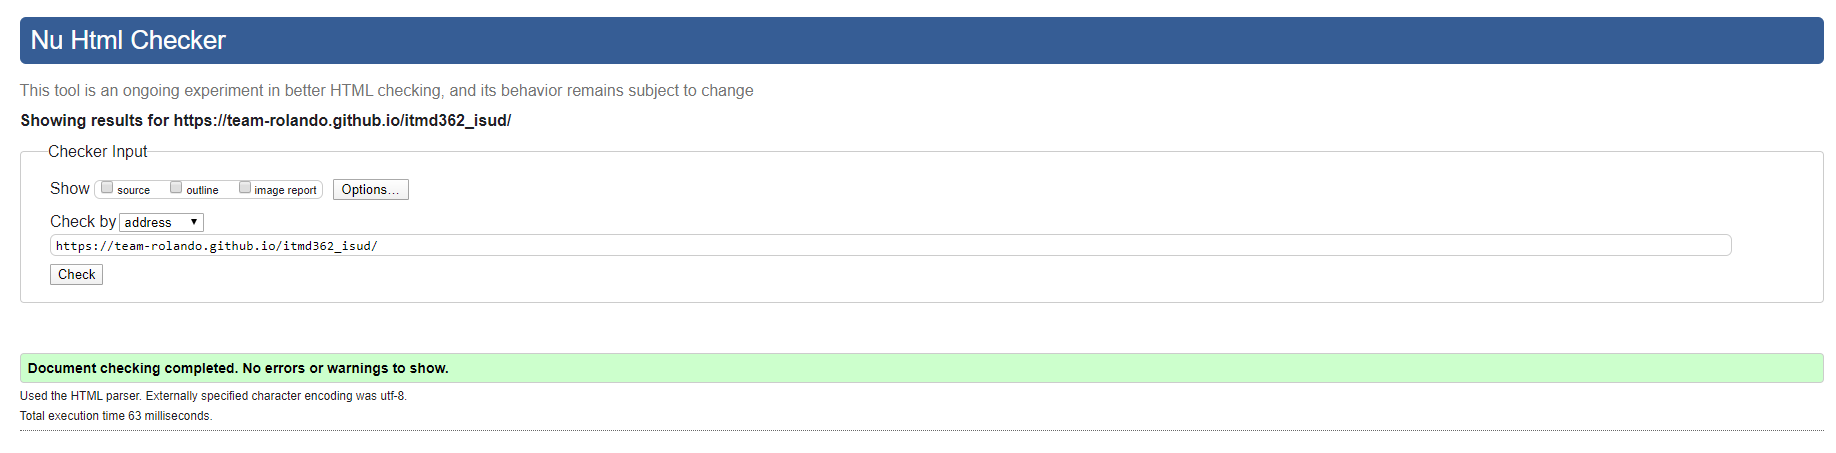 Nu Html Checker
This tool is an ongoing experiment in better HTML checking, and its behavior remains subject to change
Showing results for https://team-rolando.github.io/itmd362_isud/
Checker Input
Show source outline image report Options...
Check by address
https://team-rolando.github.io/itmd362_isud/
Check
Document checking completed. No errors or warnings to show.
Used the HTML parser. Externally specified character encoding was utf-8.
Total execution time 63 milliseconds.